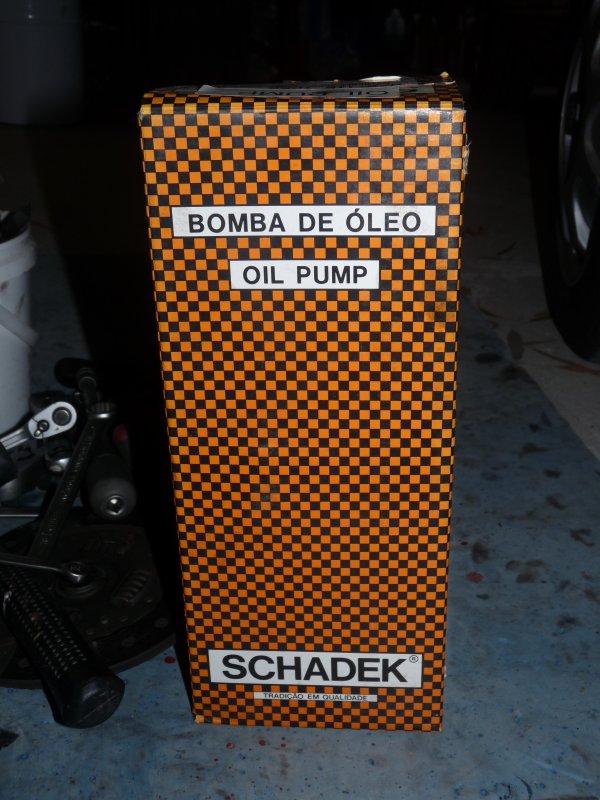 BOMBA DE ÓLEO
OIL PUMP
SCHADEK®
TRADIÇÃO EM QUALIDADE